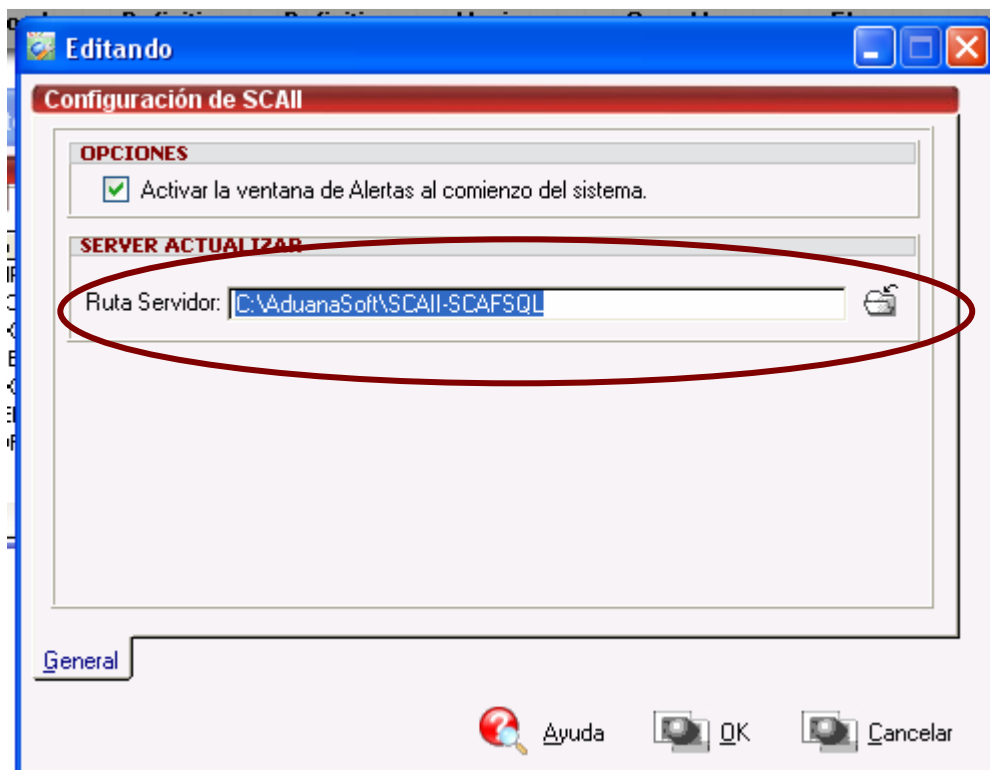 Editando
Configuración de SCAII
OPCIONES
Activar la ventana de Alertas al comienzo del sistema.
SERVER ACTUALIZAR
Ruta Servidor: C:\AduanaSoft\SCAII-SCAFSQL
General
Ayuda OK Cancelar